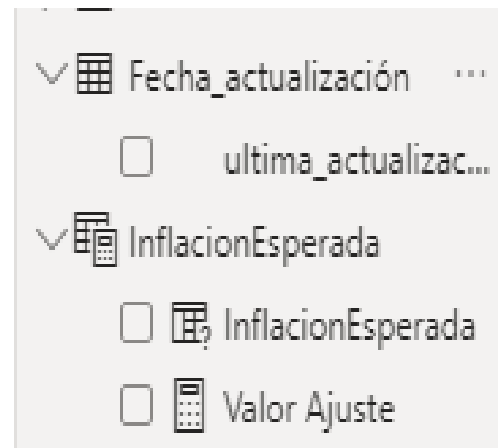 Fecha_actualización ...
ultima_actualizac...
InflacionEsperada
InflacionEsperada
Valor Ajuste